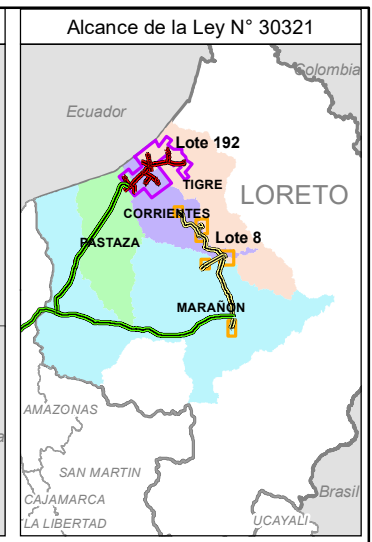 Alcance de la Ley N° 30321
Colombia
Ecuador
Lote 192
TIGRE
LORETO
CORRIENTES
Lote 8
PASTAZA
MARAÑON
AMAZONAS
SAN MARTIN
Brasil
CAJAMARCA
LA LIBERTAD
UCAYALI